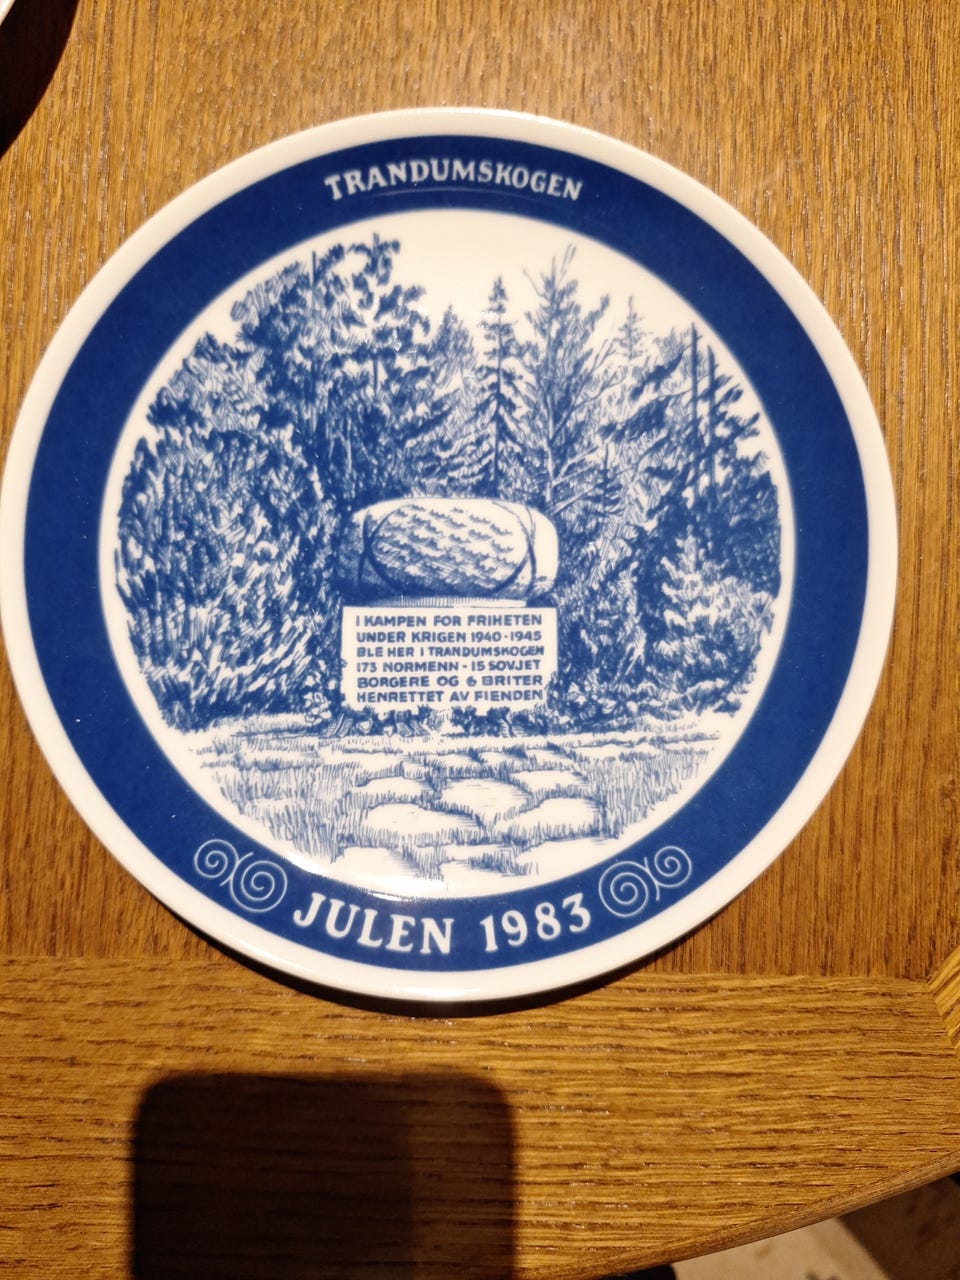 TRANDUMSKOGEN
I KAMPEN FOR FRIHETEN
UNDER KRIGEN 1940-1945
BLE HER I TRANDUMSKOGEN
173 NORMENN - 15 SOVJET
BORGERE OG 6 BRITER
HENRETTET AV FIENDEN
JULEN 1983